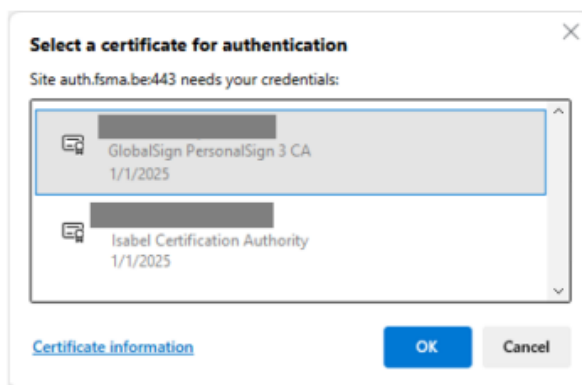 Select a certificate for authentication
Site auth.fsma.be:443 needs your credentials:
GlobalSign PersonalSign 3 CA
1/1/2025
Isabel Certification Authority
1/1/2025
Certificate information
OK
Cancel